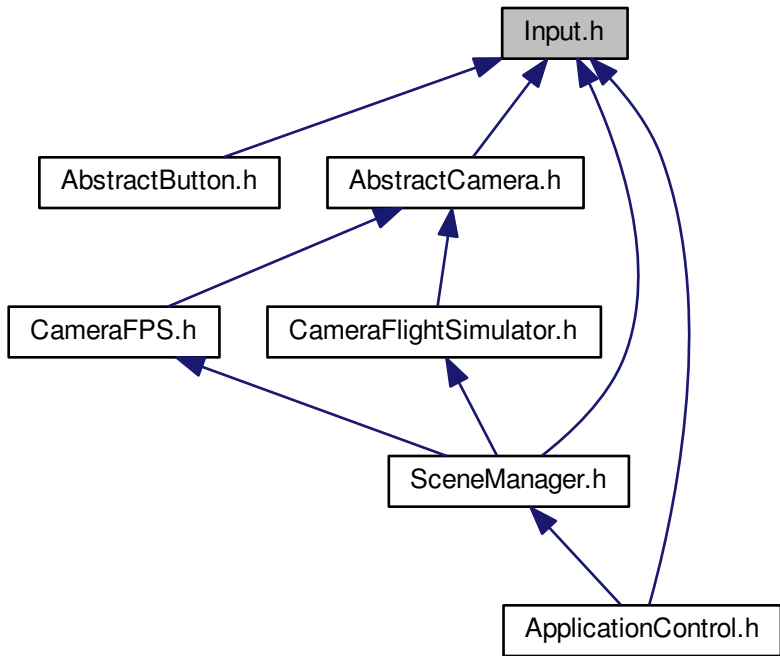 Input.h
AbstractButton.h
AbstractCamera.h
CameraFPS.h
CameraFlightSimulator.h
SceneManager.h
ApplicationControl.h